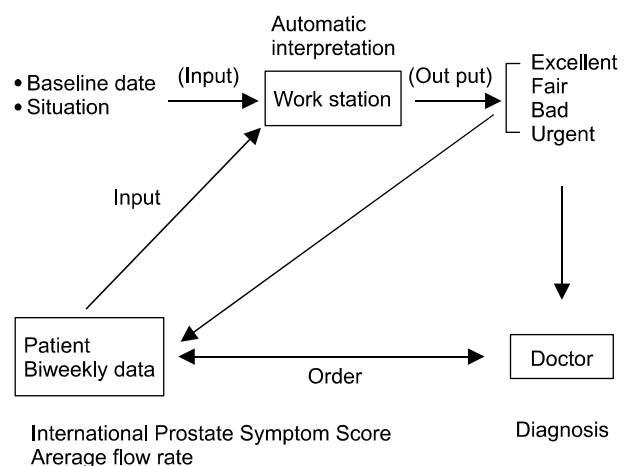 Automatic
interpretation
• Baseline date
• Situation
(Input)
Work station
(Out put)
Excellent
Fair
Bad
Urgent
Input
Patient
Biweekly data
Order
Doctor
International Prostate Symptom Score
Arerage flow rate
Diagnosis